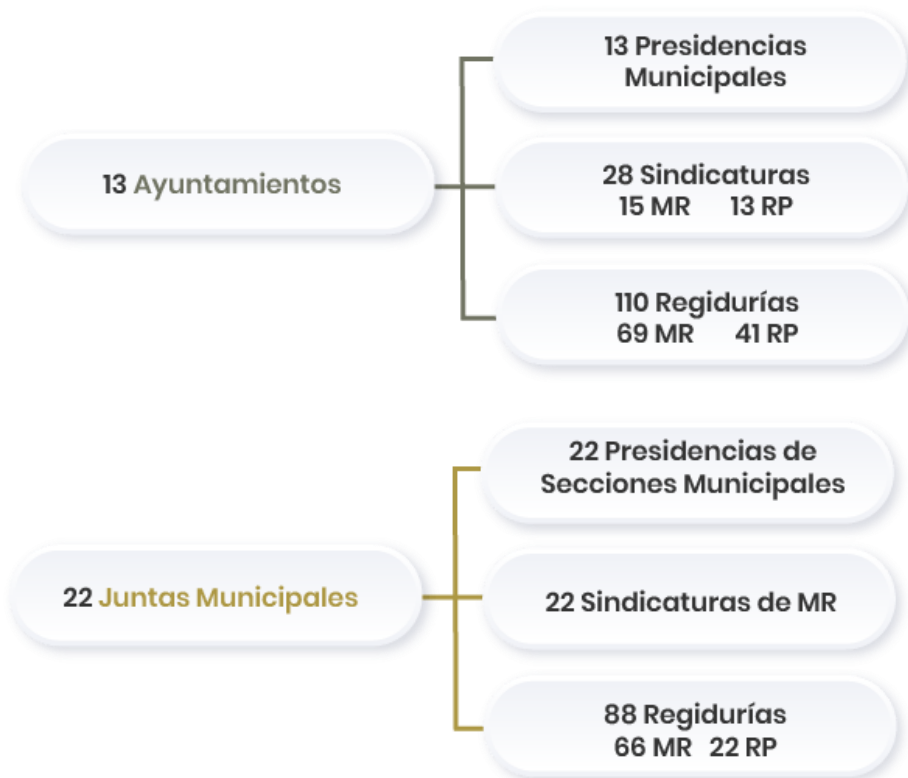 13 Ayuntamientos
13 Presidencias
Municipales
28 Sindicaturas
15 MR 13 RP
110 Regidurías
69 MR 41 RP
22 Juntas Municipales
22 Presidencias de
Secciones Municipales
22 Sindicaturas de MR
88 Regidurías
66 MR 22 RP